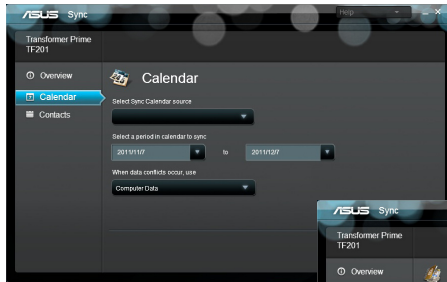 ASUS Sync
Help
Transformer Prime
TF201
Overview
Calendar
Contacts
Calendar
Select Sync Calendar source
Select a period in calendar to sync
2011/11/7 to 2011/12/7
When data conflicts occur, use
Computer Data
ASUS Sync
Transformer Prime
TF201
Overview